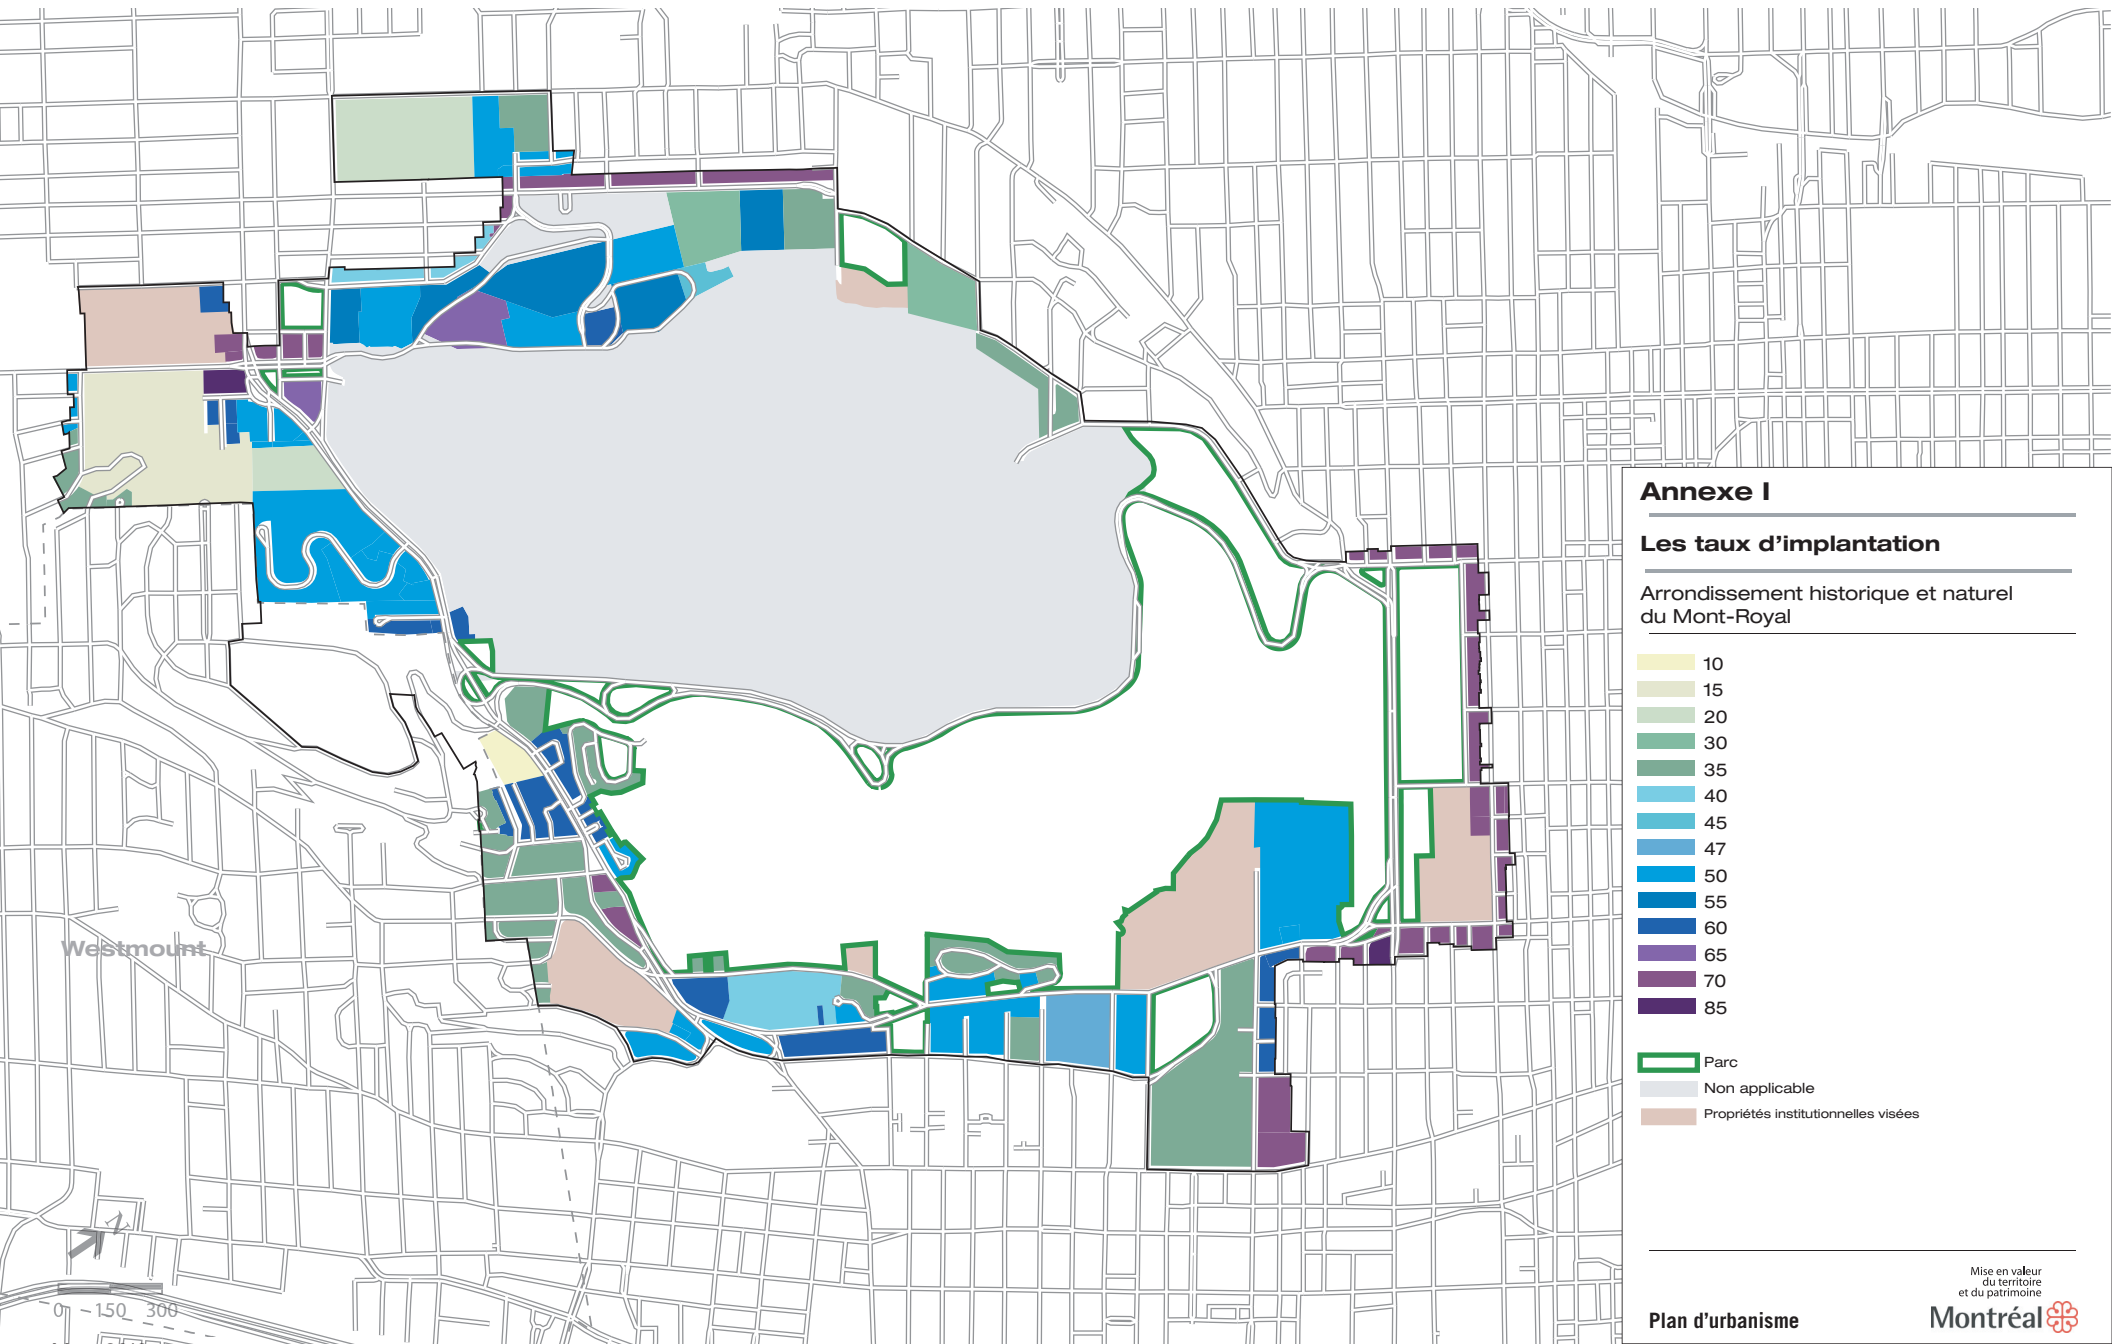 Annexe I
Les taux d'implantation
Arrondissement historique et naturel
du Mont-Royal
10
15
20
30
35
40
45
47
50
55
60
65
70
85
Parc
Non applicable
Propriétés institutionnelles visées
Westmount
N
0 150 300
Plan d'urbanisme
Mise en valeur
du territoire
et du patrimoine
Montréal